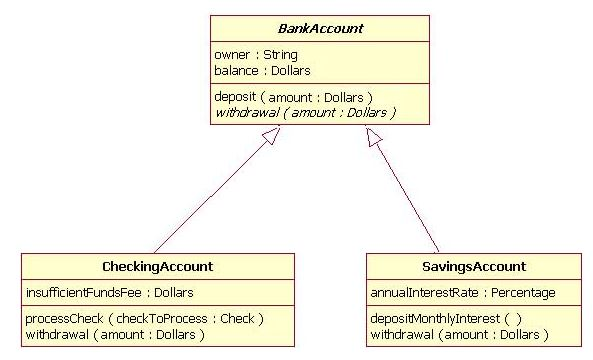 BankAccount
owner : String
balance : Dollars
deposit ( amount : Dollars )
withdrawal ( amount : Dollars )
CheckingAccount
insufficientFundsFee : Dollars
processCheck ( checkToProcess : Check )
withdrawal ( amount : Dollars )
SavingsAccount
annualInterestRate : Percentage
depositMonthlyInterest ( )
withdrawal ( amount : Dollars )